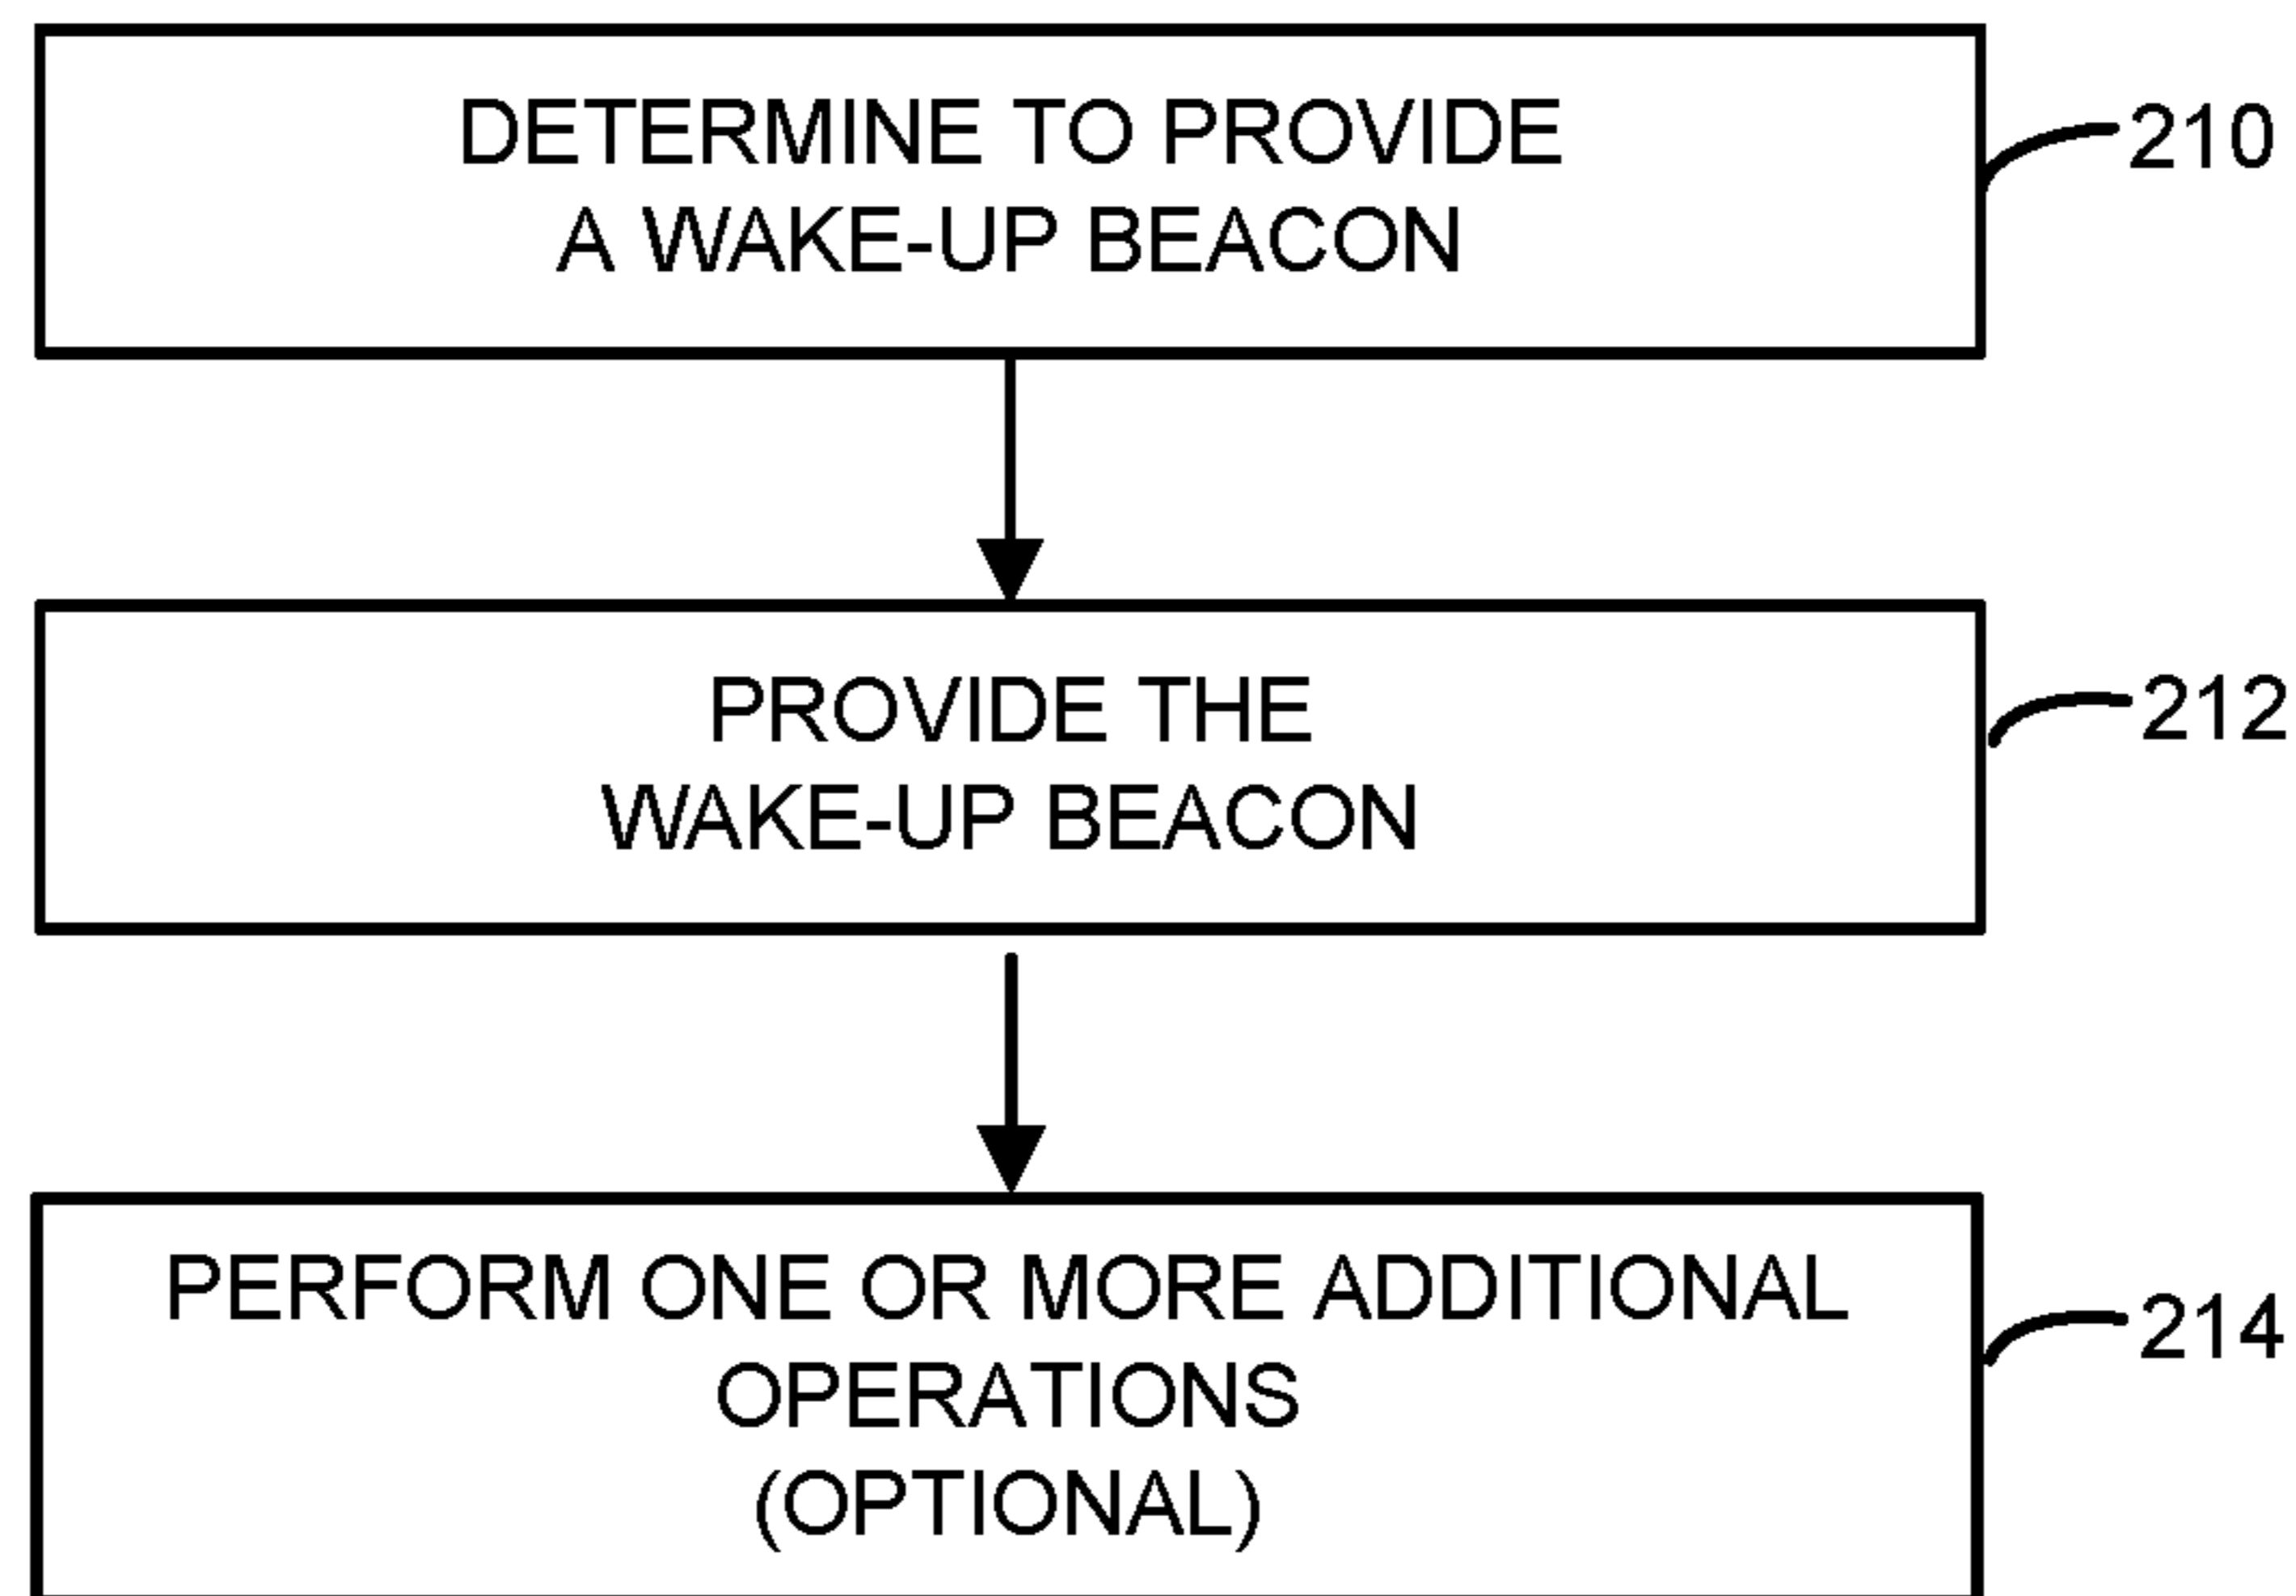 DETERMINE TO PROVIDE
A WAKE-UP BEACON
210
PROVIDE THE
WAKE-UP BEACON
212
PERFORM ONE OR MORE ADDITIONAL
OPERATIONS
(OPTIONAL)
214